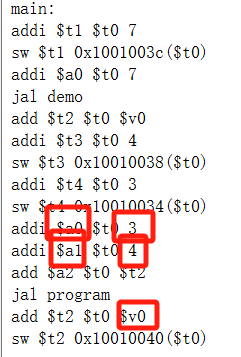 main:
addi $t1 $t0 7
sw $t1 0x1001003c($t0)
addi $a0 $t0 7
jal demo
add $t2 $t0 $v0
addi $t3 $t0 4
sw $t3 0x10010038($t0)
addi $t4 $t0 3
sw $t4 0x10010034($t0)
addi $a0 $t0 3
addi $a1 $t0 4
add $a2 $t0 $t2
jal program
add $t2 $t0 $v0
sw $t2 0x10010040($t0)